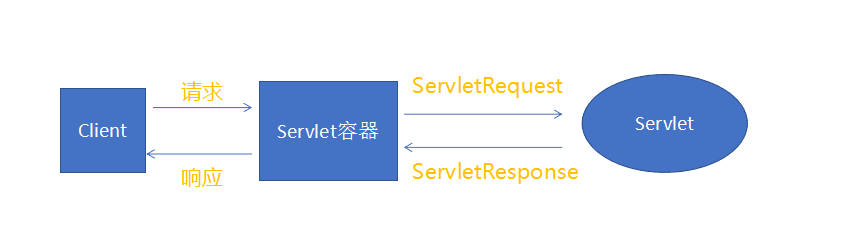 请求
ServletRequest
Client
Servlet容器
Servlet
响应
ServletResponse